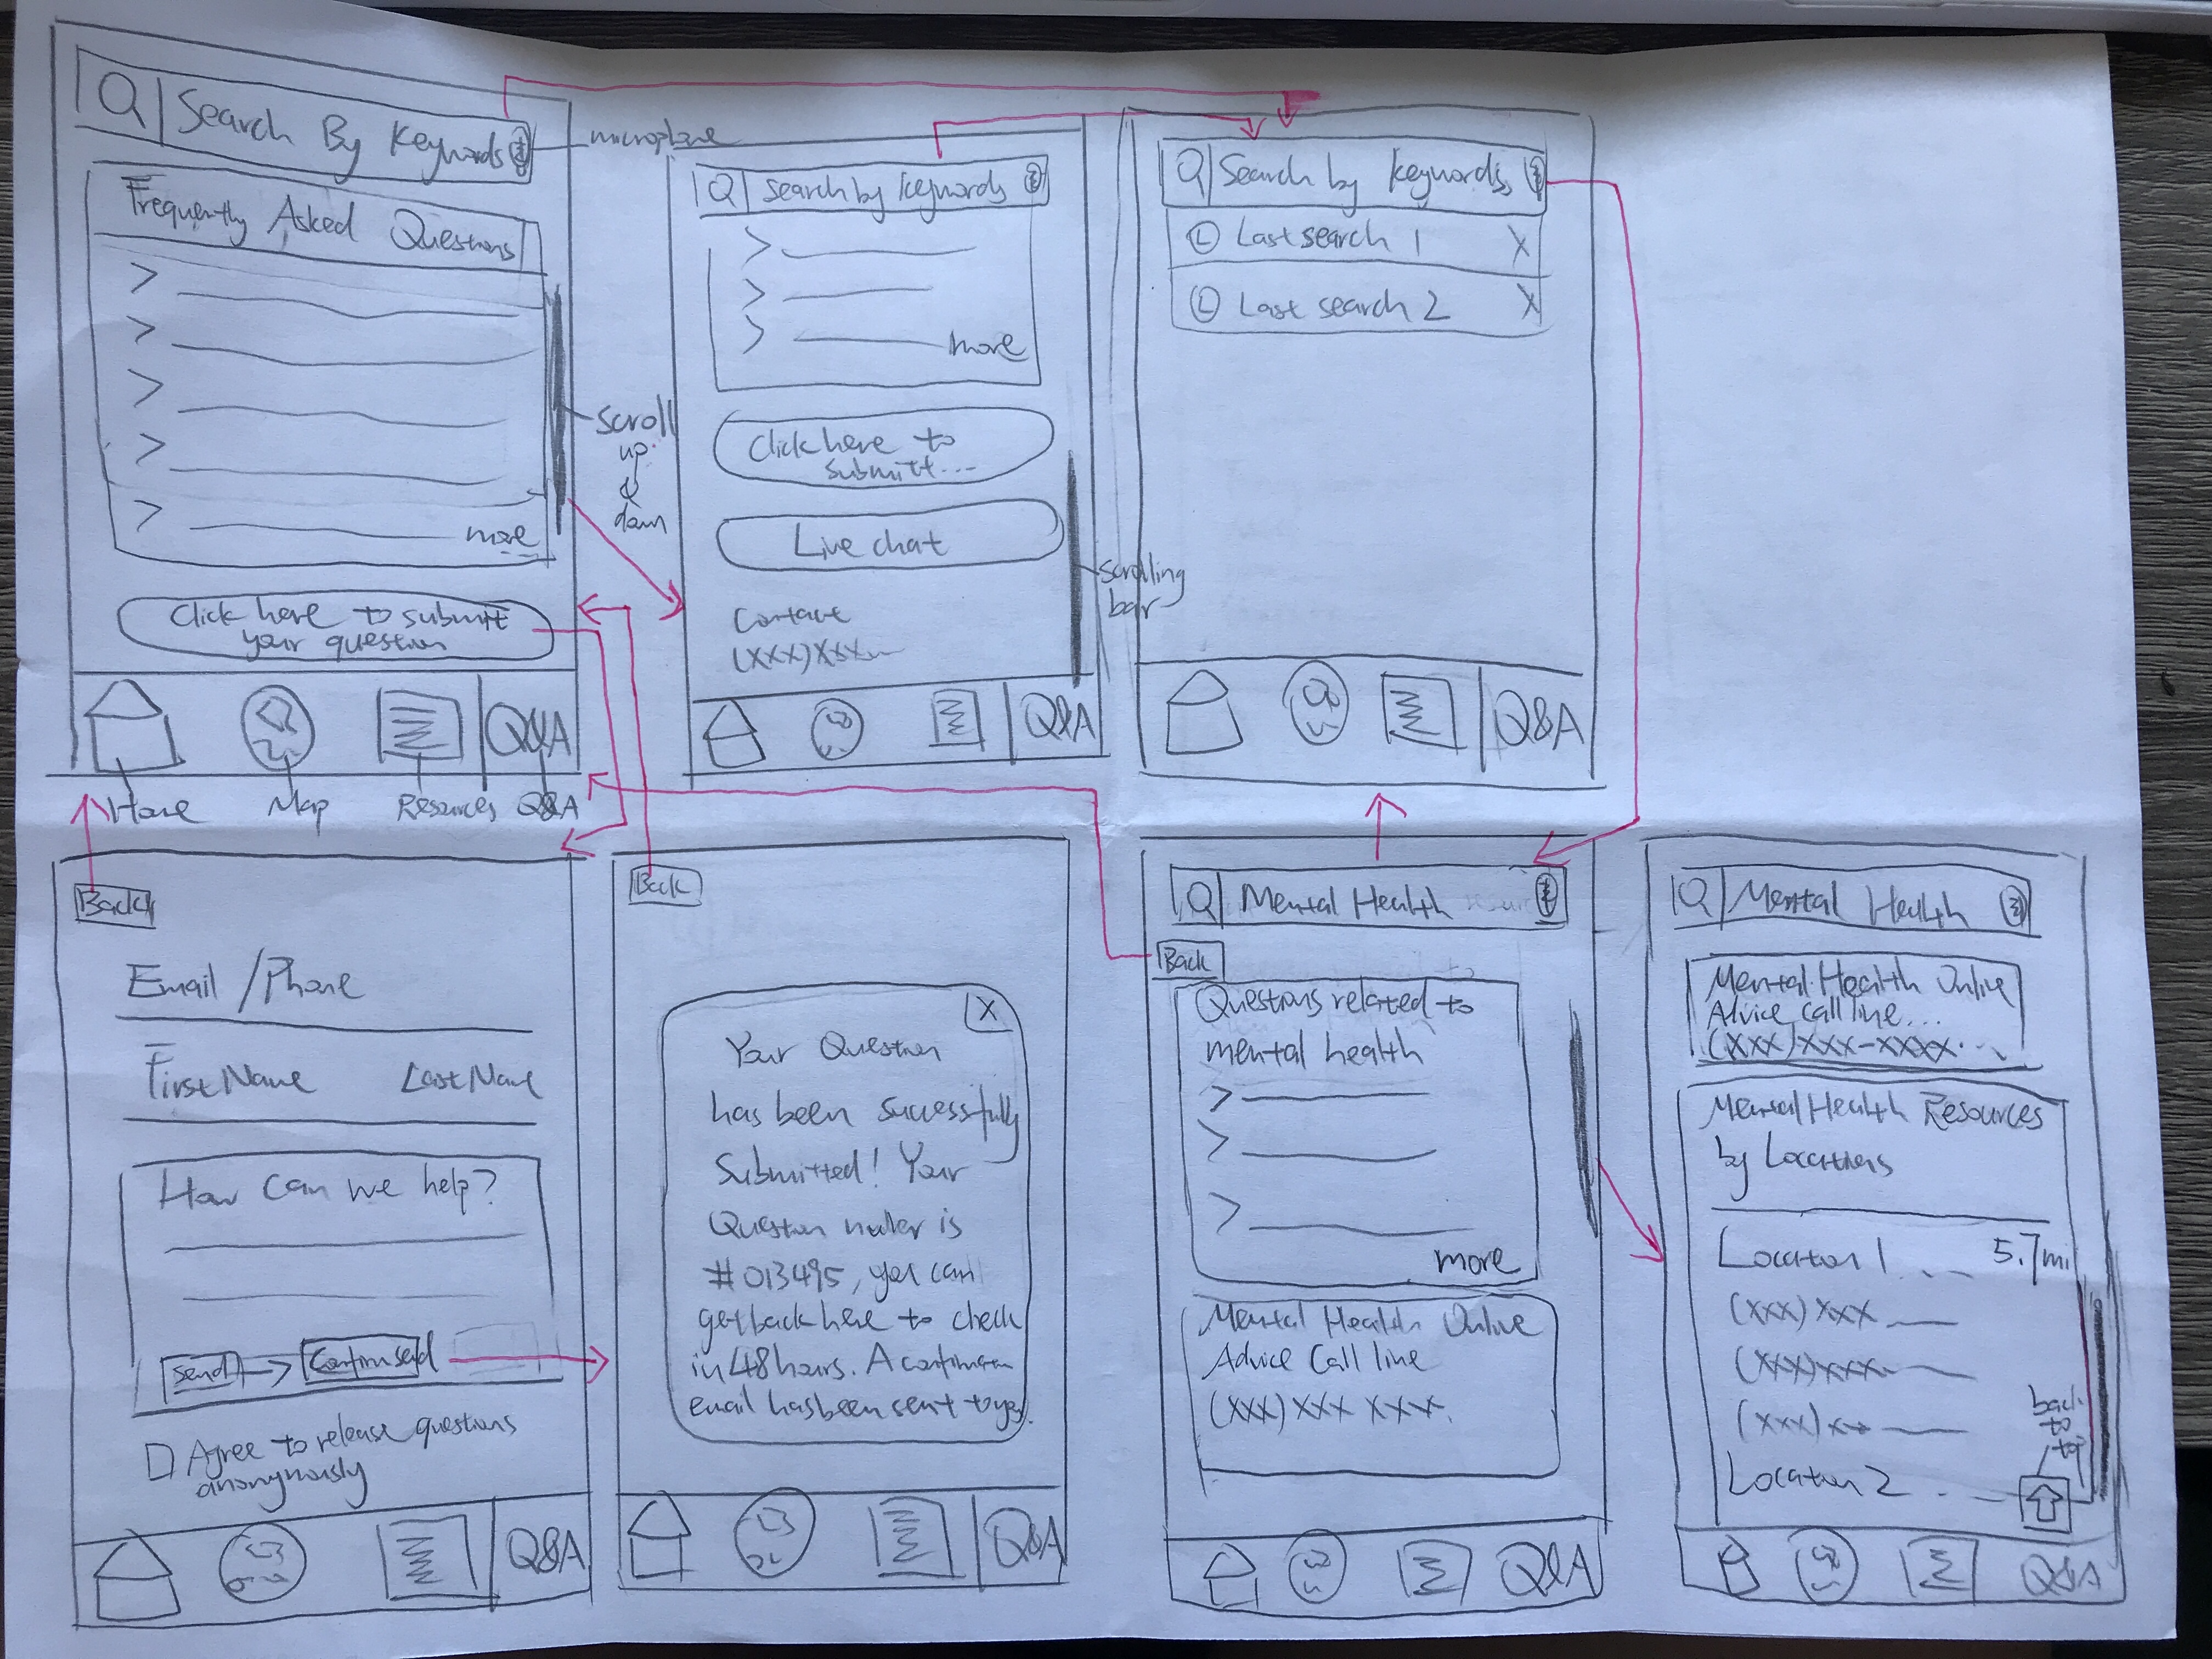 Search By Keywords
microphone
Frequently Asked Questions
>
>
>
>
>
more
Scroll
up
&
down
Click here to submit
your question
Q&A
Home
Map
Resources
Q&A
Search by keywords
>
>
>
more
Click here to
submitt...
Live chat
scrolling
bar
Contact
(XXX)XXX
Q&A
Search by keywords
Last search 1 X
Last search 2 X
Q&A
Back
Email / Phone
First Name Last Name
How can we help?
Send -> Confirm send
Agree to release questions
anonymously
Q&A
Back
X
Your Question
has been successfully
Submitted! Your
Question number is
#013495, you can
get back here to check
in 48 hours. A confirmation
email has been sent to you.
Q&A
Mental Health
Back
Questions related to
mental health
>
>
>
more
Mental Health Online
Advice Call line
(XXX) XXX XXX.
Q&A
Mental Health
Mental Health Online
Advice Call line...
(XXX)XXX-XXXX...
Mental Health Resources
by Locations
Location 1 ... 5.7mi
(XXX) XXX
(XXX)XXX
(XXX)XX
back
to
top
Location 2 ...
Q&A